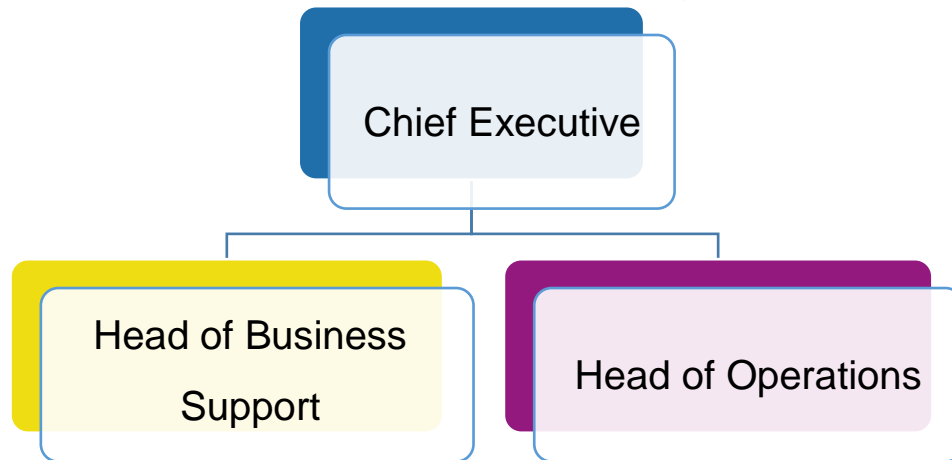 Chief Executive
Head of Business
Support
Head of Operations